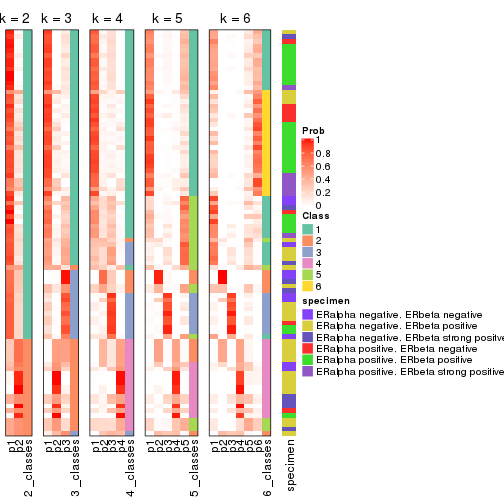 k = 2
k = 3
k = 4
k = 5
k = 6
p1
p2
2_classes
p1
p2
p3
3_classes
p1
p2
p3
p4
4_classes
p1
p2
p3
p4
p5
5_classes
p1
p2
p3
p4
p5
p6
6_classes
specimen
Prob
1
0.8
0.6
0.4
0.2
0
Class
1
2
3
4
5
6
specimen
ERalpha negative. ERbeta negative
ERalpha negative. ERbeta positive
ERalpha negative. ERbeta strong positive
ERalpha positive. ERbeta negative
ERalpha positive. ERbeta positive
ERalpha positive. ERbeta strong positive